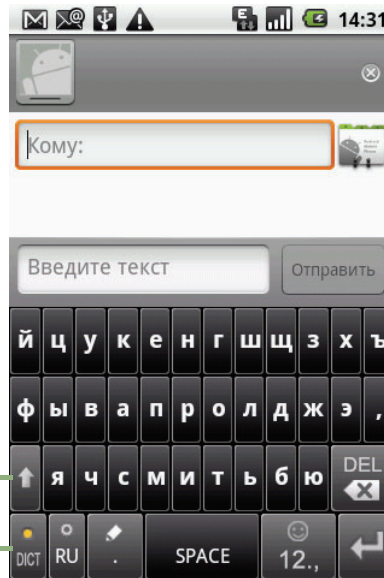 14:31
Кому:
Введите текст
Отправить
й ц у к е н г ш щ з х ъ
ф ы в а п р о л д ж э ,
я ч с м и т ь б ю DEL
DICT RU . SPACE 12.,